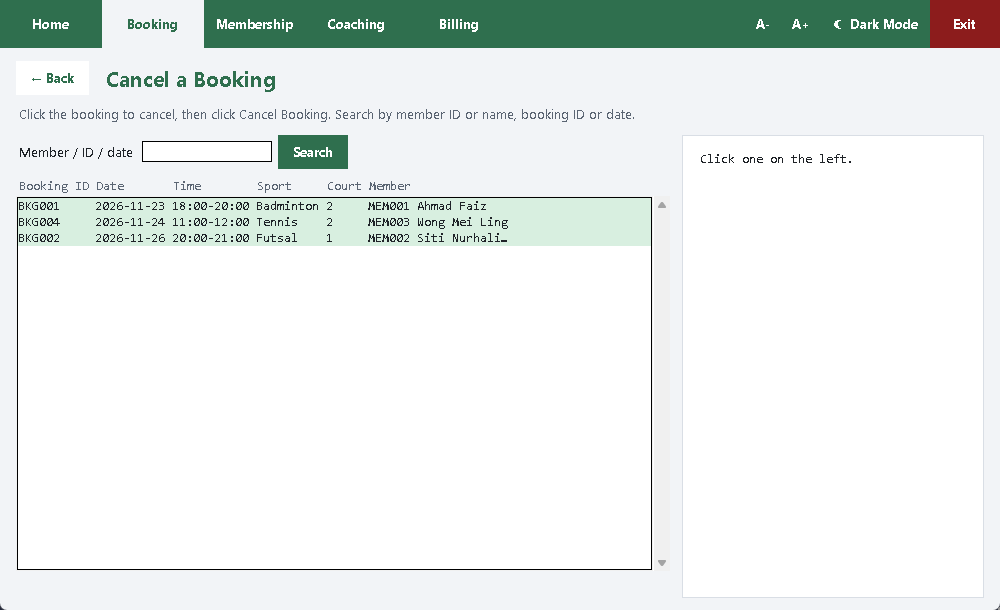 Home Booking Membership Coaching Billing A- A+ ☾ Dark Mode Exit
← Back Cancel a Booking
Click the booking to cancel, then click Cancel Booking. Search by member ID or name, booking ID or date.
Member / ID / date Search
Booking ID Date Time Sport Court Member
BKG001 2026-11-23 18:00-20:00 Badminton 2 MEM001 Ahmad Faiz
BKG004 2026-11-24 11:00-12:00 Tennis 2 MEM003 Wong Mei Ling
BKG002 2026-11-26 20:00-21:00 Futsal 1 MEM002 Siti Nurhali…
Click one on the left.